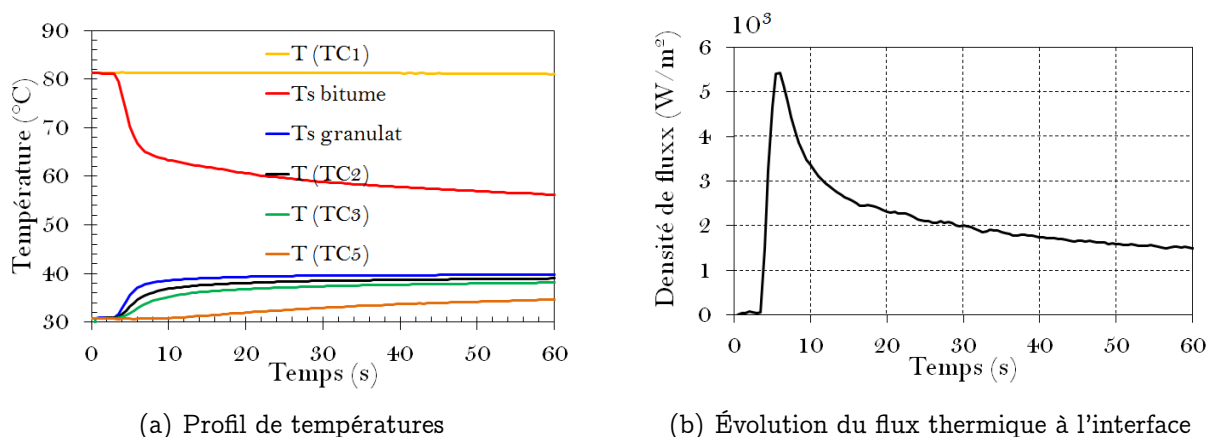 90
80
70
60
50
40
30
Température (°C)
T (TC1)
Ts bitume
Ts granulat
T (TC2)
T (TC3)
T (TC5)
0 10 20 30 40 50 60
Temps (s)
(a) Profil de températures
10³
6
5
4
3
2
1
0
Densité de fluxx (W/m²)
0 10 20 30 40 50 60
Temps (s)
(b) Évolution du flux thermique à l'interface